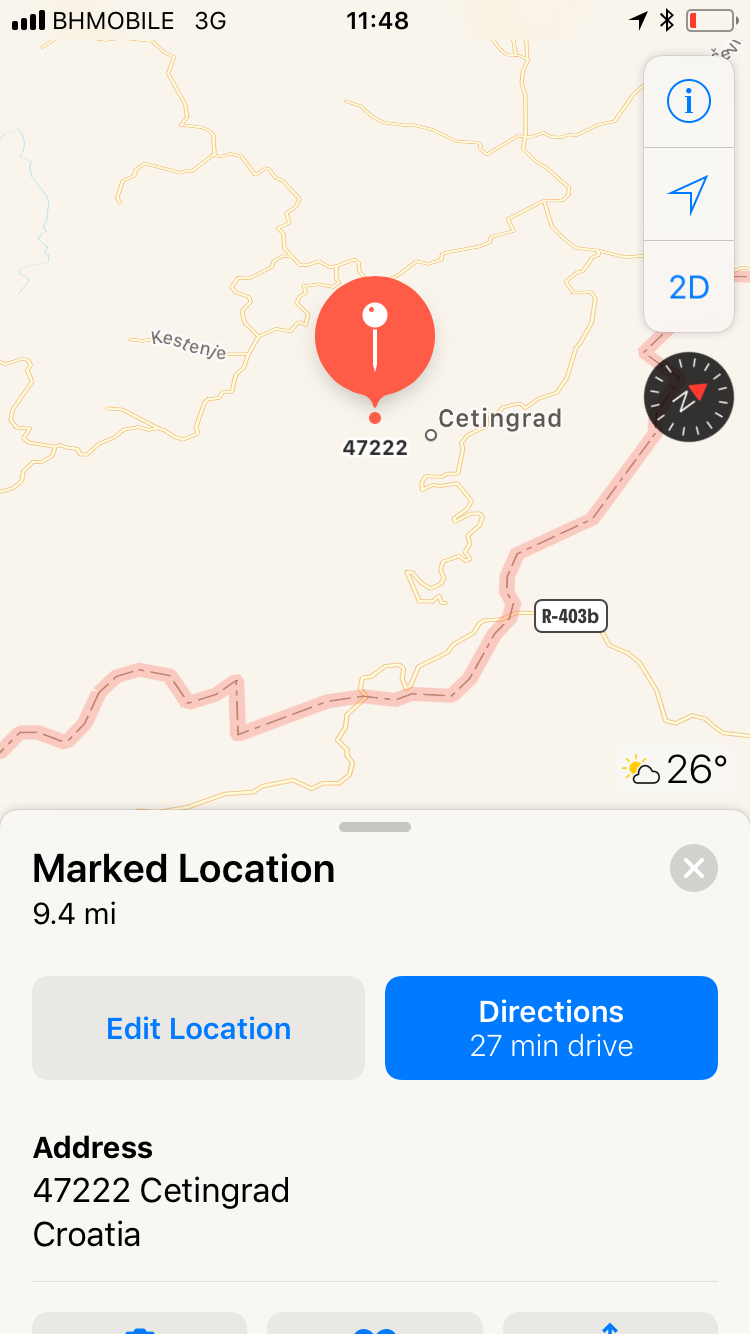 BHMOBILE 3G 11:48
2D
N
Kestenje
Cetingrad
47222
R-403b
26°
Marked Location
9.4 mi
Edit Location
Directions
27 min drive
Address
47222 Cetingrad
Croatia